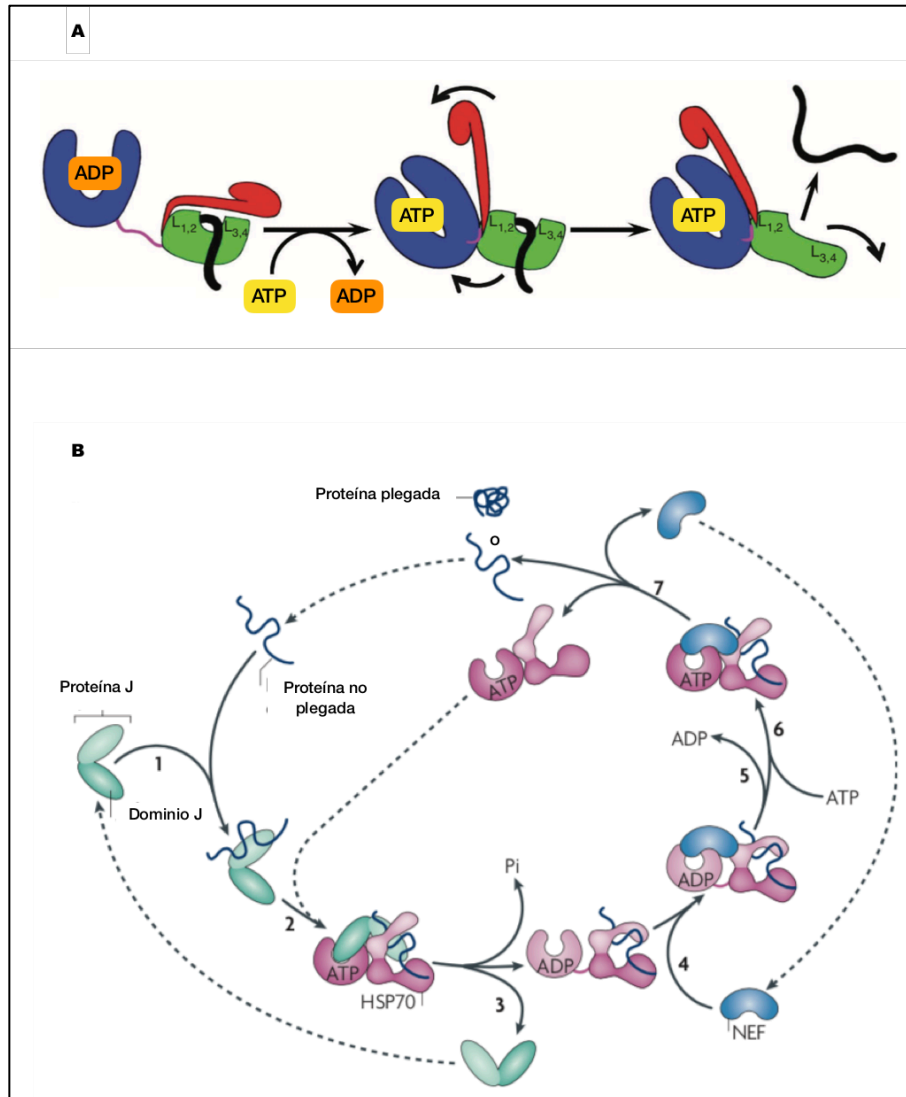 A
ADP
L1,2
L3,4
ATP
ADP
ATP
L1,2
L3,4
ATP
L1,2
L3,4
B
Proteína plegada
o
7
Proteína no
plegada
Proteína J
1
Dominio J
2
ATP
HSP70
Pi
3
ADP
4
NEF
ADP
5
ADP
ATP
6
ATP
ATP